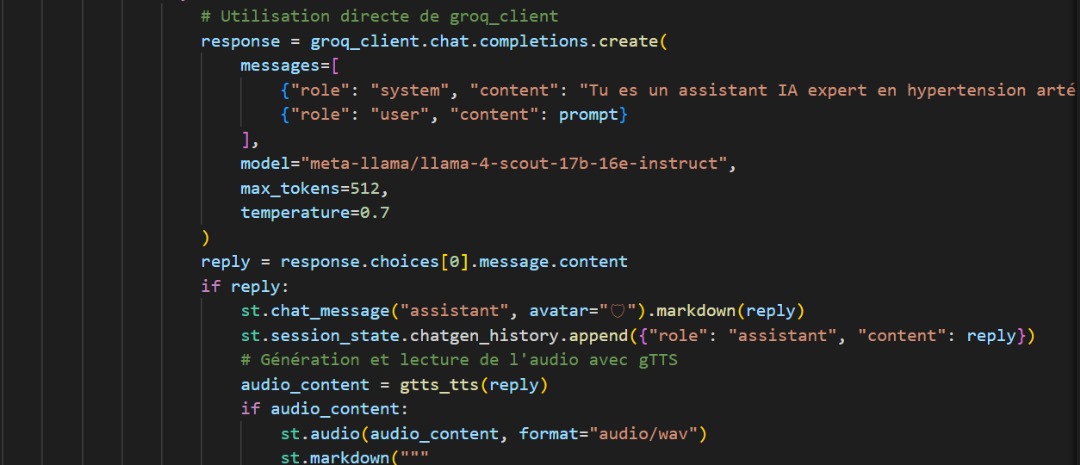 # Utilisation directe de groq_client
response = groq_client.chat.completions.create(
messages=[
{"role": "system", "content": "Tu es un assistant IA expert en hypertension arté
{"role": "user", "content": prompt}
],
model="meta-llama/llama-4-scout-17b-16e-instruct",
max_tokens=512,
temperature=0.7
)
reply = response.choices[0].message.content
if reply:
st.chat_message("assistant", avatar="🛡").markdown(reply)
st.session_state.chatgen_history.append({"role": "assistant", "content": reply})
# Génération et lecture de l'audio avec gTTS
audio_content = gtts_tts(reply)
if audio_content:
st.audio(audio_content, format="audio/wav")
st.markdown("""